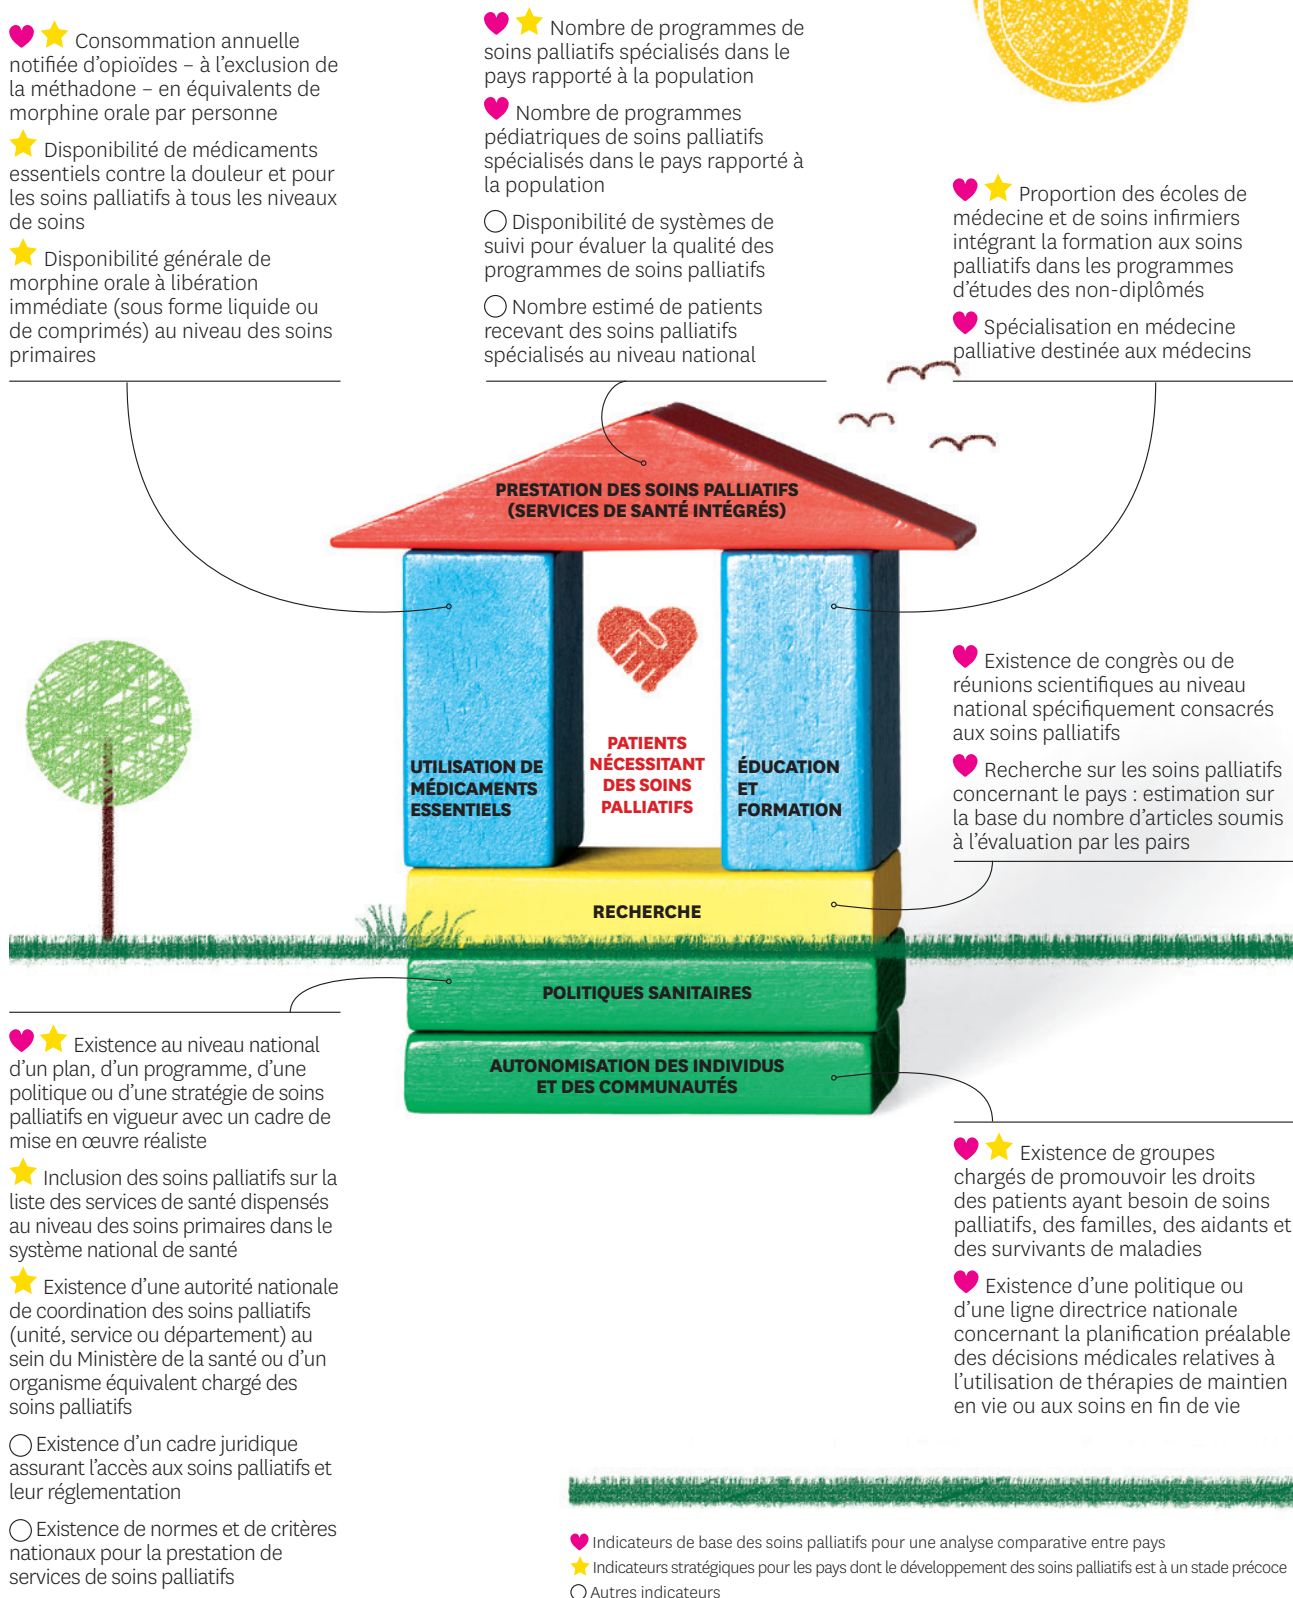 Consommation annuelle
notifiée d'opioïdes – à l'exclusion de
la méthadone – en équivalents de
morphine orale par personne
Disponibilité de médicaments
essentiels contre la douleur et pour
les soins palliatifs à tous les niveaux
de soins
Disponibilité générale de
morphine orale à libération
immédiate (sous forme liquide ou
de comprimés) au niveau des soins
primaires
Nombre de programmes de
soins palliatifs spécialisés dans le
pays rapporté à la population
Nombre de programmes
pédiatriques de soins palliatifs
spécialisés dans le pays rapporté à
la population
Disponibilité de systèmes de
suivi pour évaluer la qualité des
programmes de soins palliatifs
Nombre estimé de patients
recevant des soins palliatifs
spécialisés au niveau national
Proportion des écoles de
médecine et de soins infirmiers
intégrant la formation aux soins
palliatifs dans les programmes
d'études des non-diplômés
Spécialisation en médecine
palliative destinée aux médecins
PRESTATION DES SOINS PALLIATIFS
(SERVICES DE SANTÉ INTÉGRÉS)
UTILISATION DE
MÉDICAMENTS
ESSENTIELS
PATIENTS
NÉCESSITANT
DES SOINS
PALLIATIFS
ÉDUCATION
ET
FORMATION
Existence de congrès ou de
réunions scientifiques au niveau
national spécifiquement consacrés
aux soins palliatifs
Recherche sur les soins palliatifs
concernant le pays : estimation sur
la base du nombre d'articles soumis
à l'évaluation par les pairs
RECHERCHE
POLITIQUES SANITAIRES
AUTONOMISATION DES INDIVIDUS
ET DES COMMUNAUTÉS
Existence au niveau national
d'un plan, d'un programme, d'une
politique ou d'une stratégie de soins
palliatifs en vigueur avec un cadre de
mise en œuvre réaliste
Inclusion des soins palliatifs sur la
liste des services de santé dispensés
au niveau des soins primaires dans le
système national de santé
Existence d'une autorité nationale
de coordination des soins palliatifs
(unité, service ou département) au
sein du Ministère de la santé ou d'un
organisme équivalent chargé des
soins palliatifs
Existence d'un cadre juridique
assurant l'accès aux soins palliatifs et
leur réglementation
Existence de normes et de critères
nationaux pour la prestation de
services de soins palliatifs
Existence de groupes
chargés de promouvoir les droits
des patients ayant besoin de soins
palliatifs, des familles, des aidants et
des survivants de maladies
Existence d'une politique ou
d'une ligne directrice nationale
concernant la planification préalable
des décisions médicales relatives à
l'utilisation de thérapies de maintien
en vie ou aux soins en fin de vie
Indicateurs de base des soins palliatifs pour une analyse comparative entre pays
Indicateurs stratégiques pour les pays dont le développement des soins palliatifs est à un stade précoce
Autres indicateurs